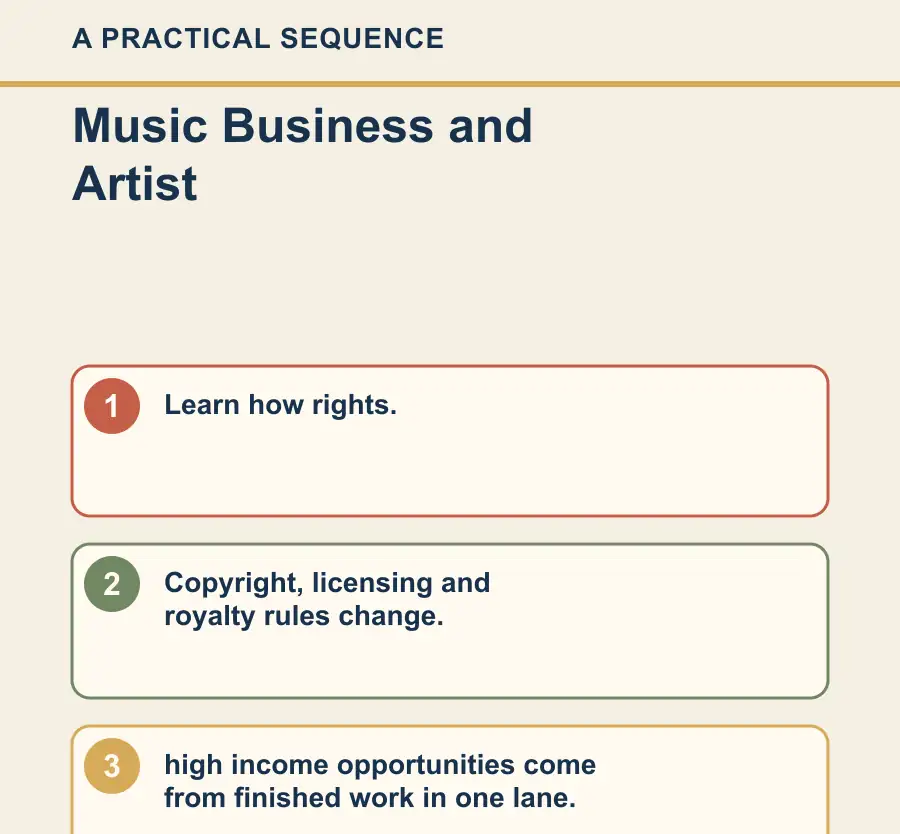 A PRACTICAL SEQUENCE
Music Business and
Artist
1
Learn how rights.
2
Copyright, licensing and
royalty rules change.
3
high income opportunities come
from finished work in one lane.